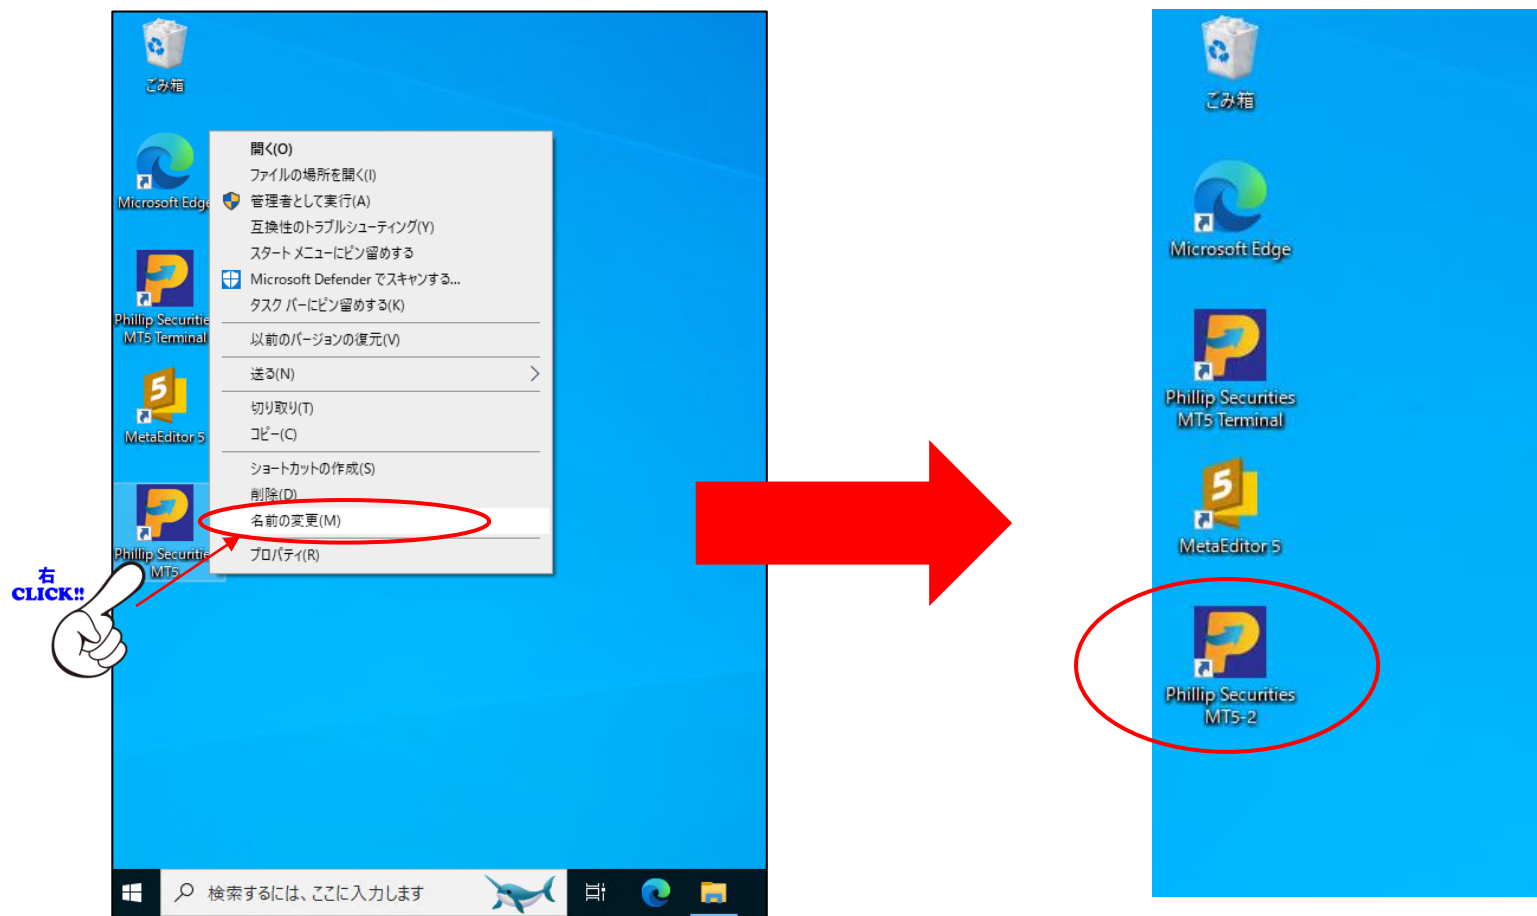 ごみ箱
Microsoft Edge
Phillip Securitie
MT5 Terminal
MetaEditor 5
Phillip Securitie
MT5
開く(O)
ファイルの場所を開く(I)
管理者として実行(A)
互換性のトラブルシューティング(Y)
スタート メニューにピン留めする
Microsoft Defender でスキャンする...
タスク バーにピン留めする(K)
以前のバージョンの復元(V)
送る(N)
切り取り(T)
コピー(C)
ショートカットの作成(S)
削除(D)
名前の変更(M)
プロパティ(R)
右
CLICK!!
検索するには、ここに入力します
ごみ箱
Microsoft Edge
Phillip Securities
MT5 Terminal
MetaEditor 5
Phillip Securities
MT5-2